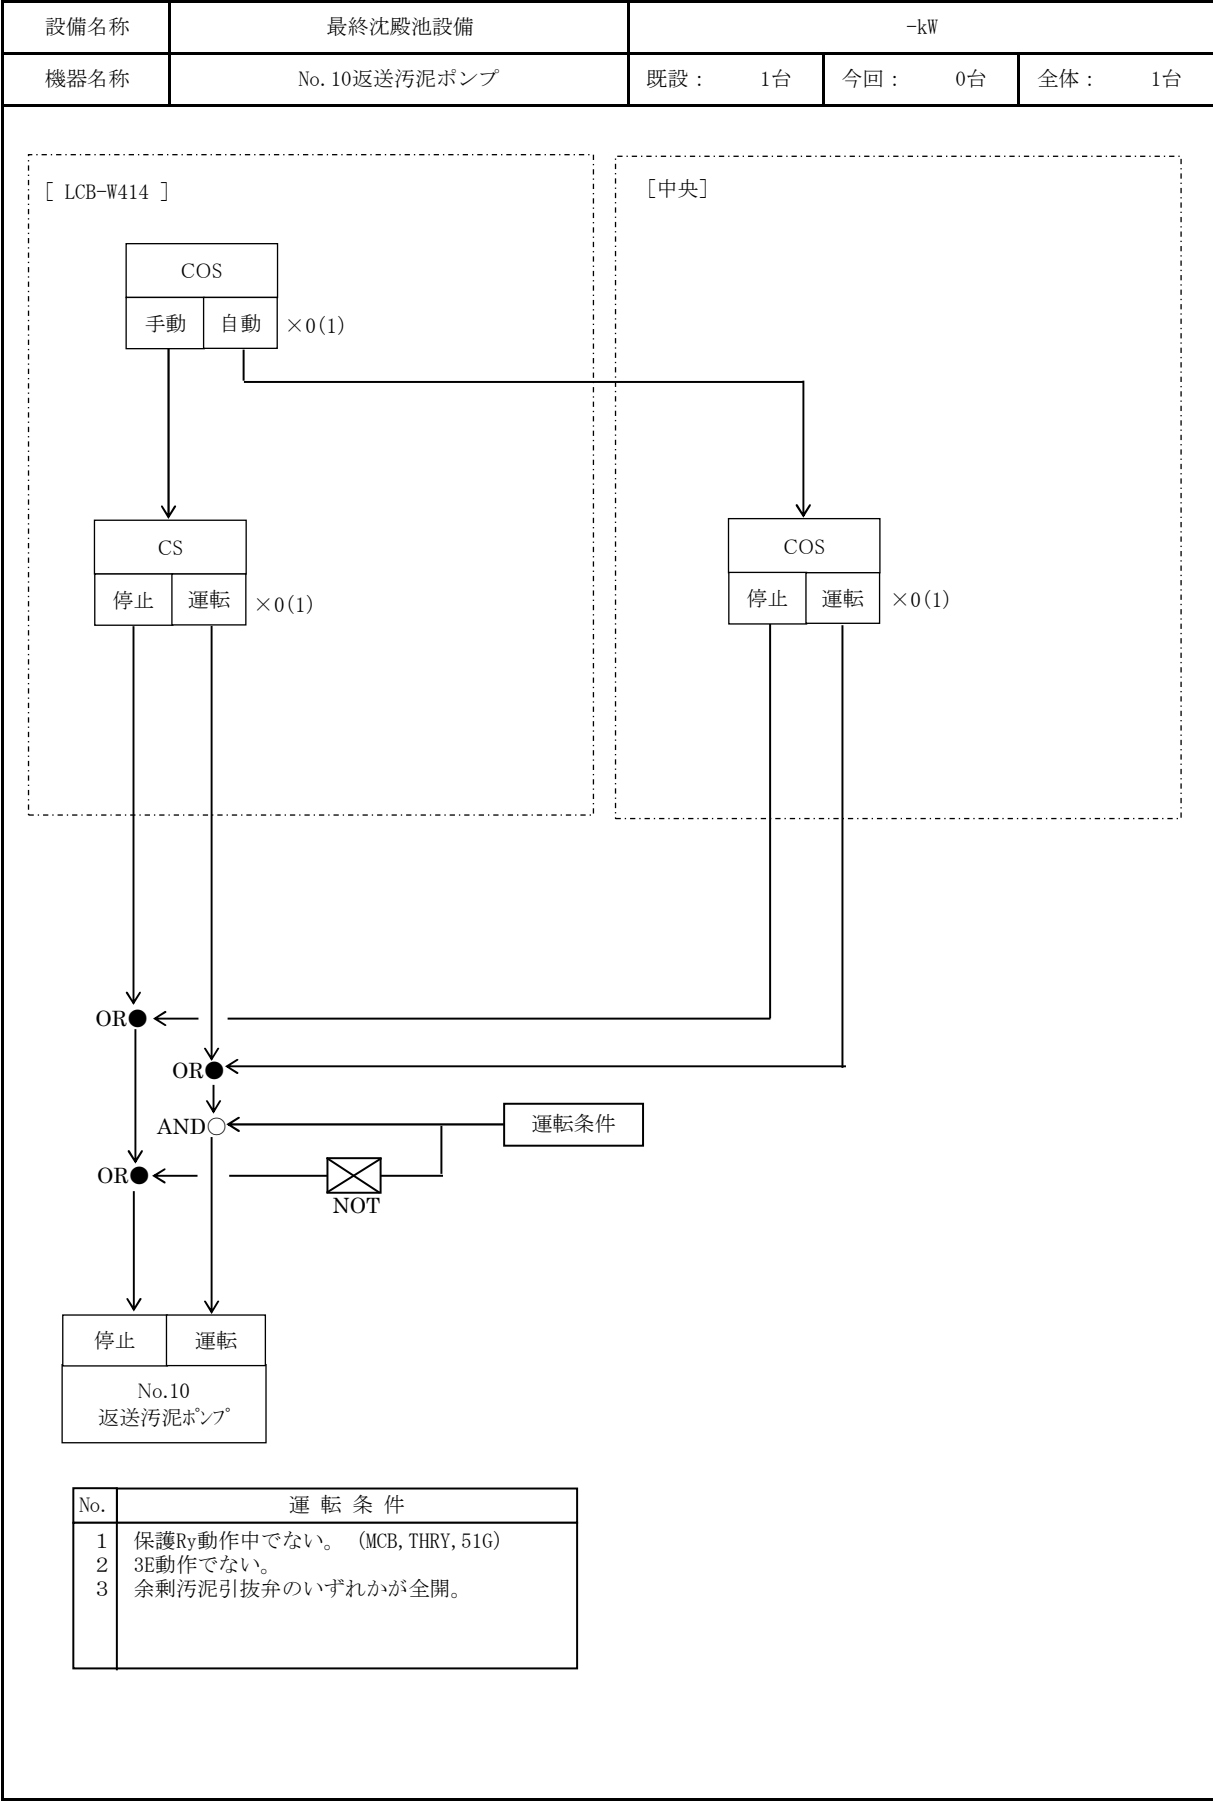 設備名称 最終沈殿池設備 -kW
機器名称 No.10返送汚泥ポンプ 既設： 1台 今回： 0台 全体： 1台
[ LCB-W414 ]
[中央]
COS
手動 自動 ×0(1)
CS
停止 運転 ×0(1)
COS
停止 運転 ×0(1)
OR
OR
AND
運転条件
OR
NOT
停止 運転
No.10
返送汚泥ﾎﾟﾝﾌﾟ
No. 運 転 条 件
1 保護Ry動作中でない。 (MCB,THRY,51G)
2 3E動作でない。
3 余剰汚泥引抜弁のいずれかが全開。